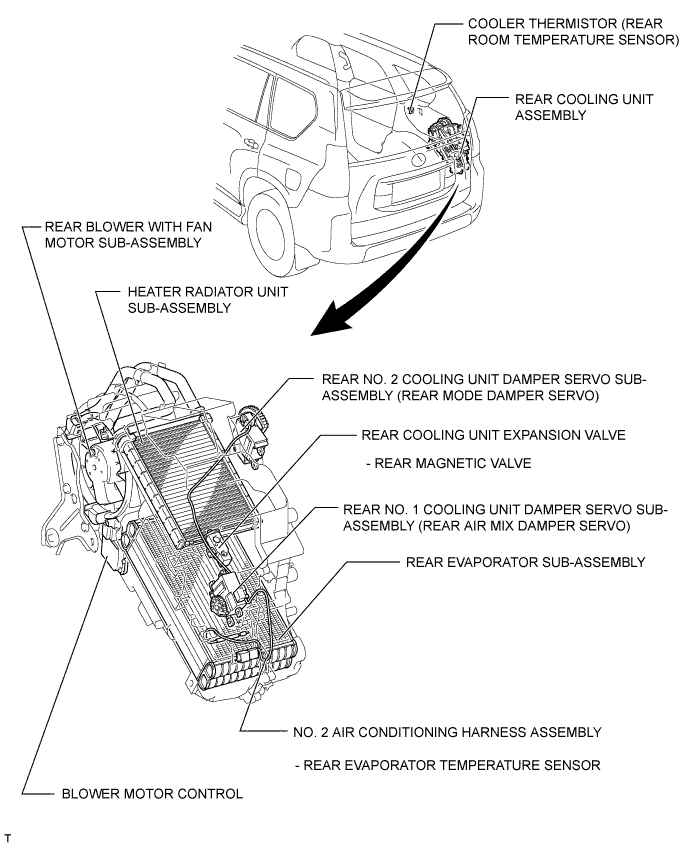 COOLER THERMISTOR (REAR
ROOM TEMPERATURE SENSOR)
REAR COOLING UNIT
ASSEMBLY
REAR BLOWER WITH FAN
MOTOR SUB-ASSEMBLY
HEATER RADIATOR UNIT
SUB-ASSEMBLY
REAR NO. 2 COOLING UNIT DAMPER SERVO SUB-
ASSEMBLY (REAR MODE DAMPER SERVO)
REAR COOLING UNIT EXPANSION VALVE
- REAR MAGNETIC VALVE
REAR NO. 1 COOLING UNIT DAMPER SERVO SUB-
ASSEMBLY (REAR AIR MIX DAMPER SERVO)
REAR EVAPORATOR SUB-ASSEMBLY
NO. 2 AIR CONDITIONING HARNESS ASSEMBLY
- REAR EVAPORATOR TEMPERATURE SENSOR
BLOWER MOTOR CONTROL
T